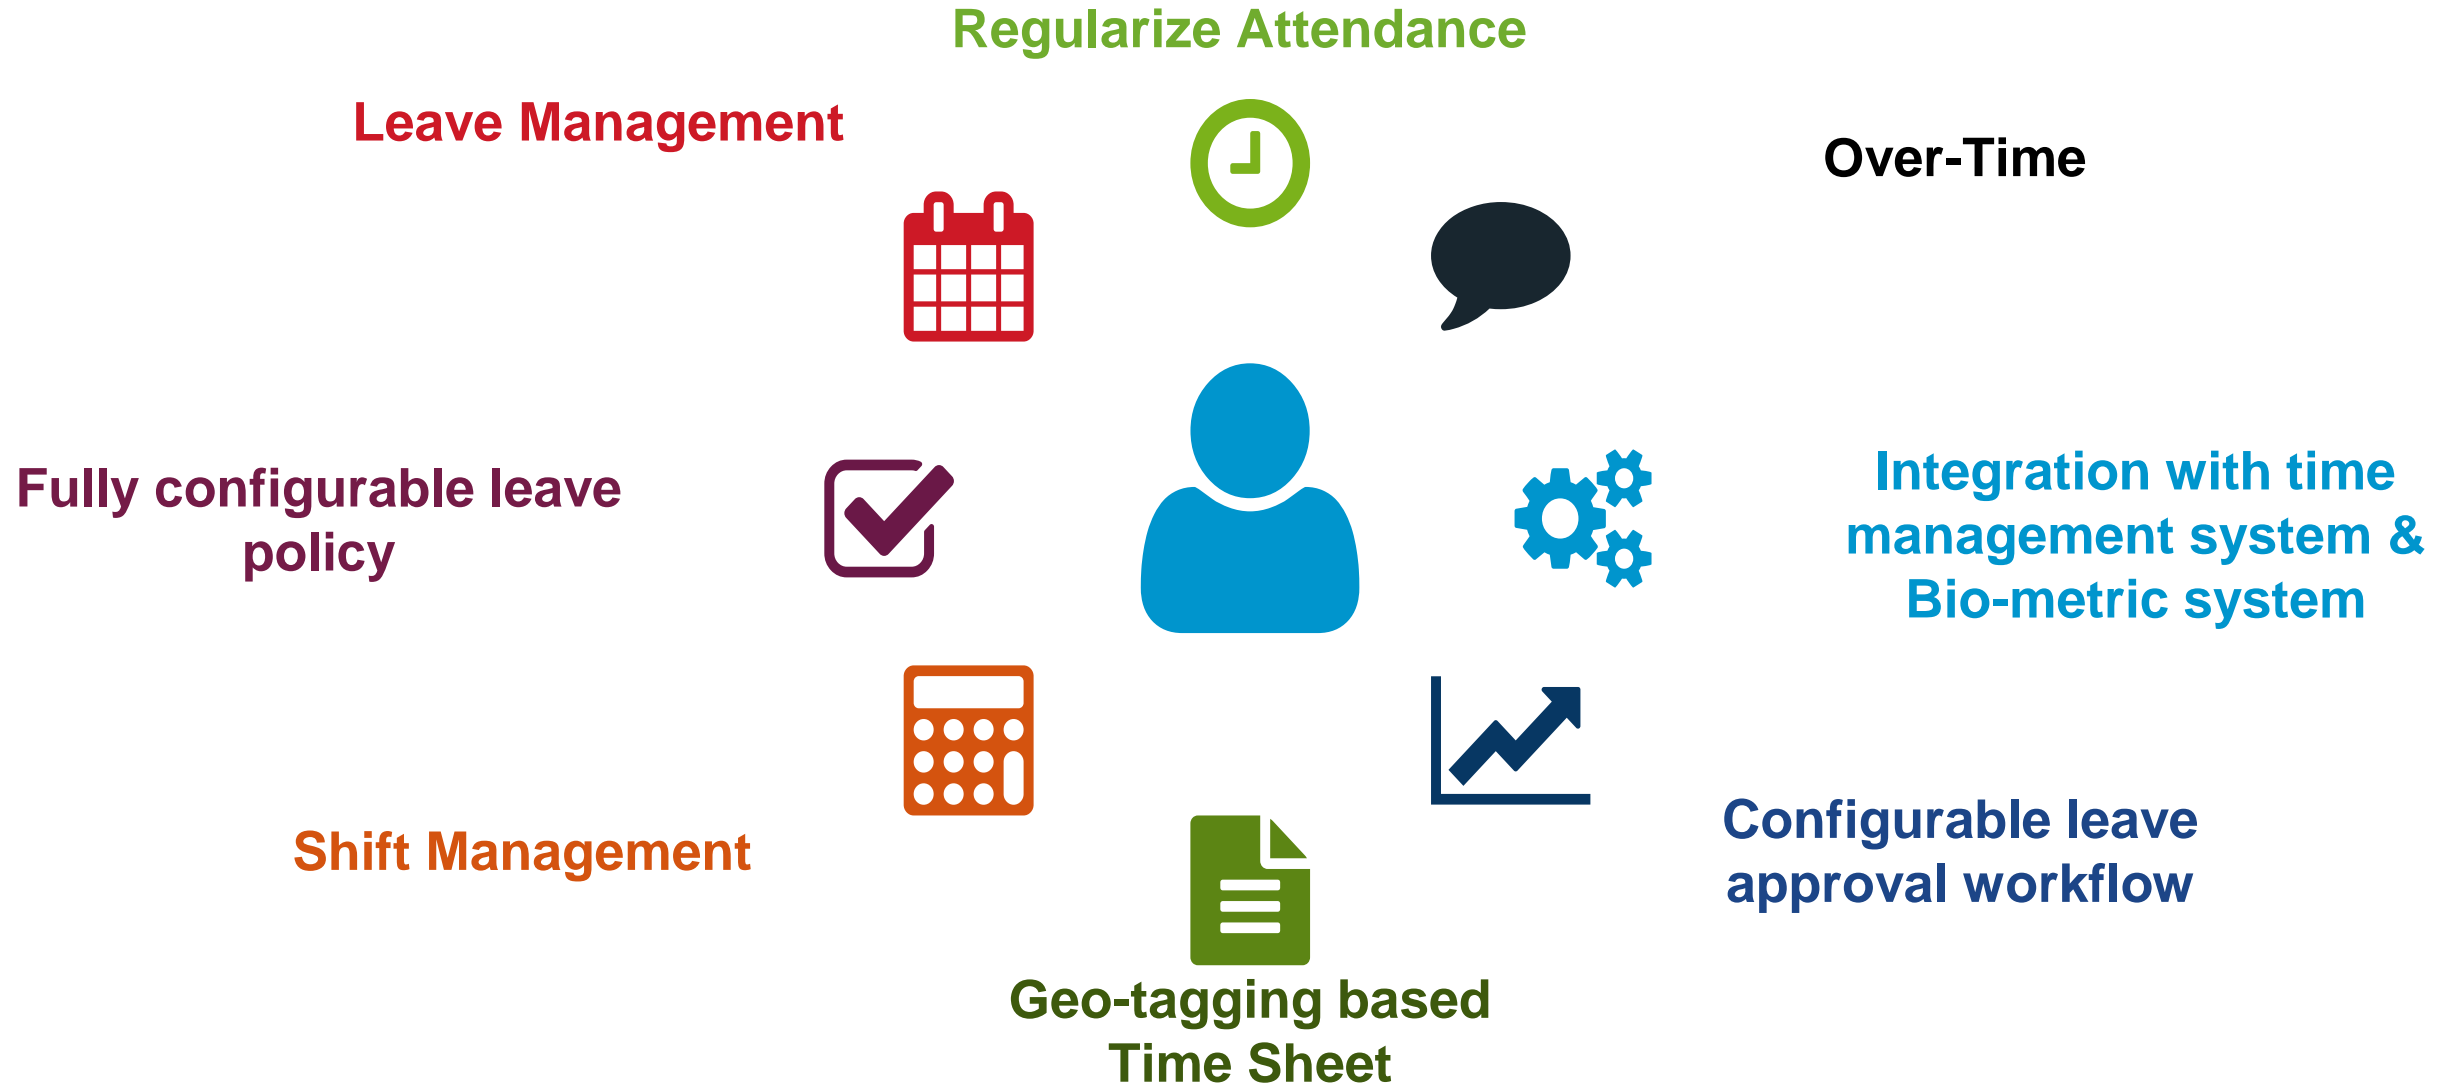 Regularize Attendance
Leave Management
Over-Time
Fully configurable leave
policy
Integration with time
management system &
Bio-metric system
Shift Management
Configurable leave
approval workflow
Geo-tagging based
Time Sheet